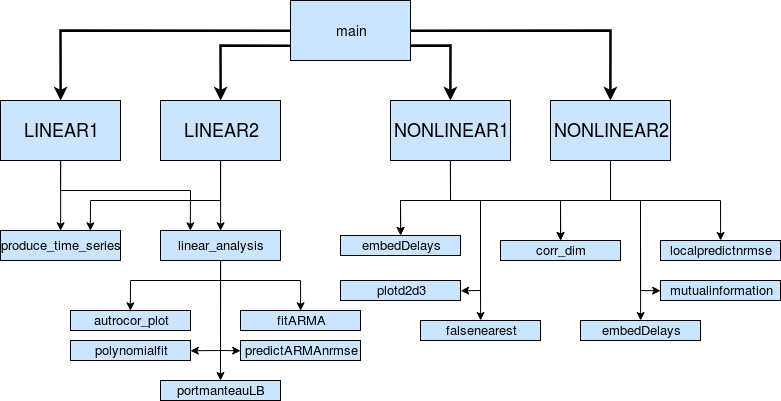 main
LINEAR1
LINEAR2
NONLINEAR1
NONLINEAR2
produce_time_series
linear_analysis
embedDelays
corr_dim
localpredictnrmse
plotd2d3
mutualinformation
autrocor_plot
fitARMA
falsenearest
embedDelays
polynomialfit
predictARMAnrmse
portmanteauLB